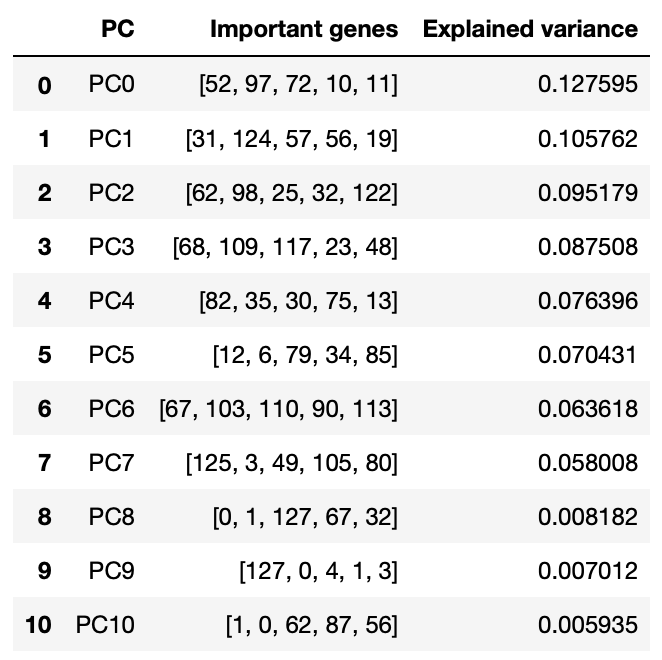 PC Important genes Explained variance
0 PC0 [52, 97, 72, 10, 11] 0.127595
1 PC1 [31, 124, 57, 56, 19] 0.105762
2 PC2 [62, 98, 25, 32, 122] 0.095179
3 PC3 [68, 109, 117, 23, 48] 0.087508
4 PC4 [82, 35, 30, 75, 13] 0.076396
5 PC5 [12, 6, 79, 34, 85] 0.070431
6 PC6 [67, 103, 110, 90, 113] 0.063618
7 PC7 [125, 3, 49, 105, 80] 0.058008
8 PC8 [0, 1, 127, 67, 32] 0.008182
9 PC9 [127, 0, 4, 1, 3] 0.007012
10 PC10 [1, 0, 62, 87, 56] 0.005935